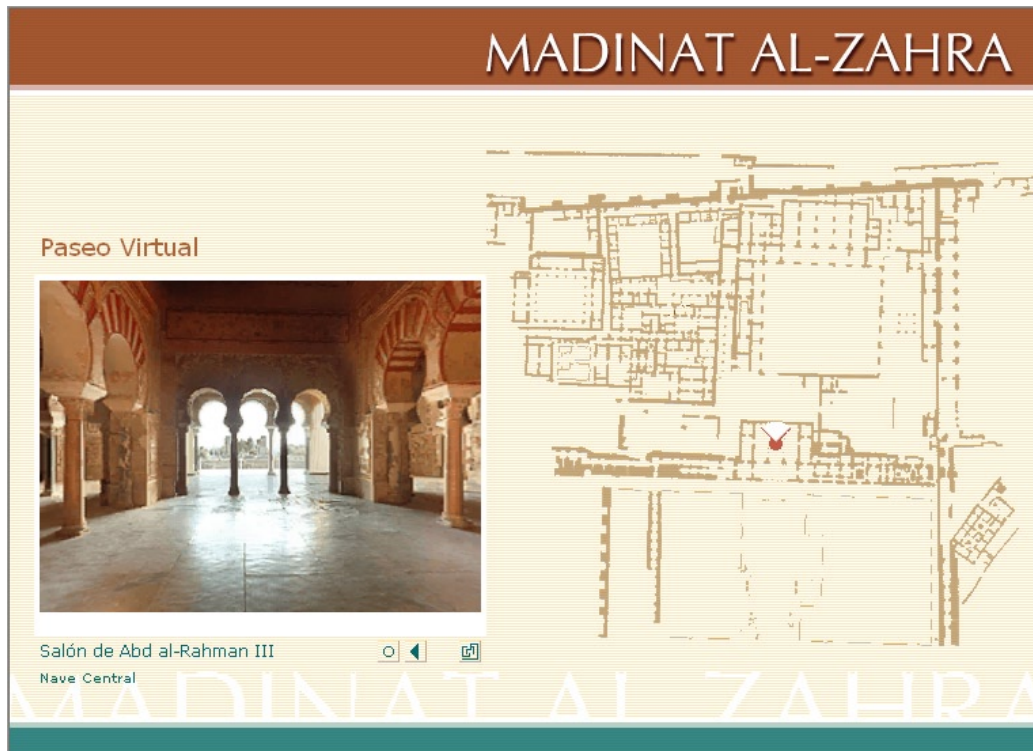 MADINAT AL-ZAHRA
Paseo Virtual
Salón de Abd al-Rahman III
Nave Central
MADINAT AL-ZAHRA